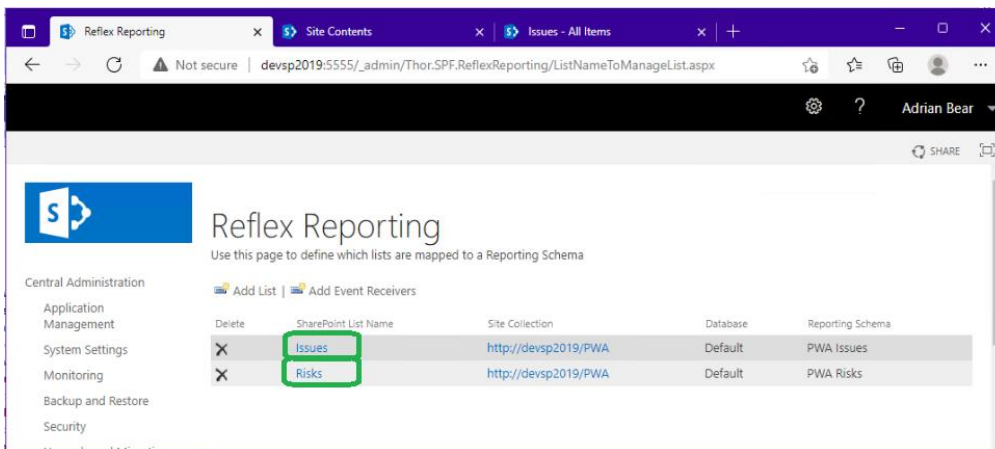 Reflex Reporting
Site Contents
Issues - All Items
Not secure | devsp2019:5555/_admin/Thor.SPF.ReflexReporting/ListNameToManageList.aspx
? Adrian Bear
SHARE
S
Reflex Reporting
Use this page to define which lists are mapped to a Reporting Schema
Central Administration
Application
Management
System Settings
Monitoring
Backup and Restore
Security
Add List | Add Event Receivers
Delete SharePoint List Name Site Collection Database Reporting Schema
Issues http://devsp2019/PWA Default PWA Issues
Risks http://devsp2019/PWA Default PWA Risks